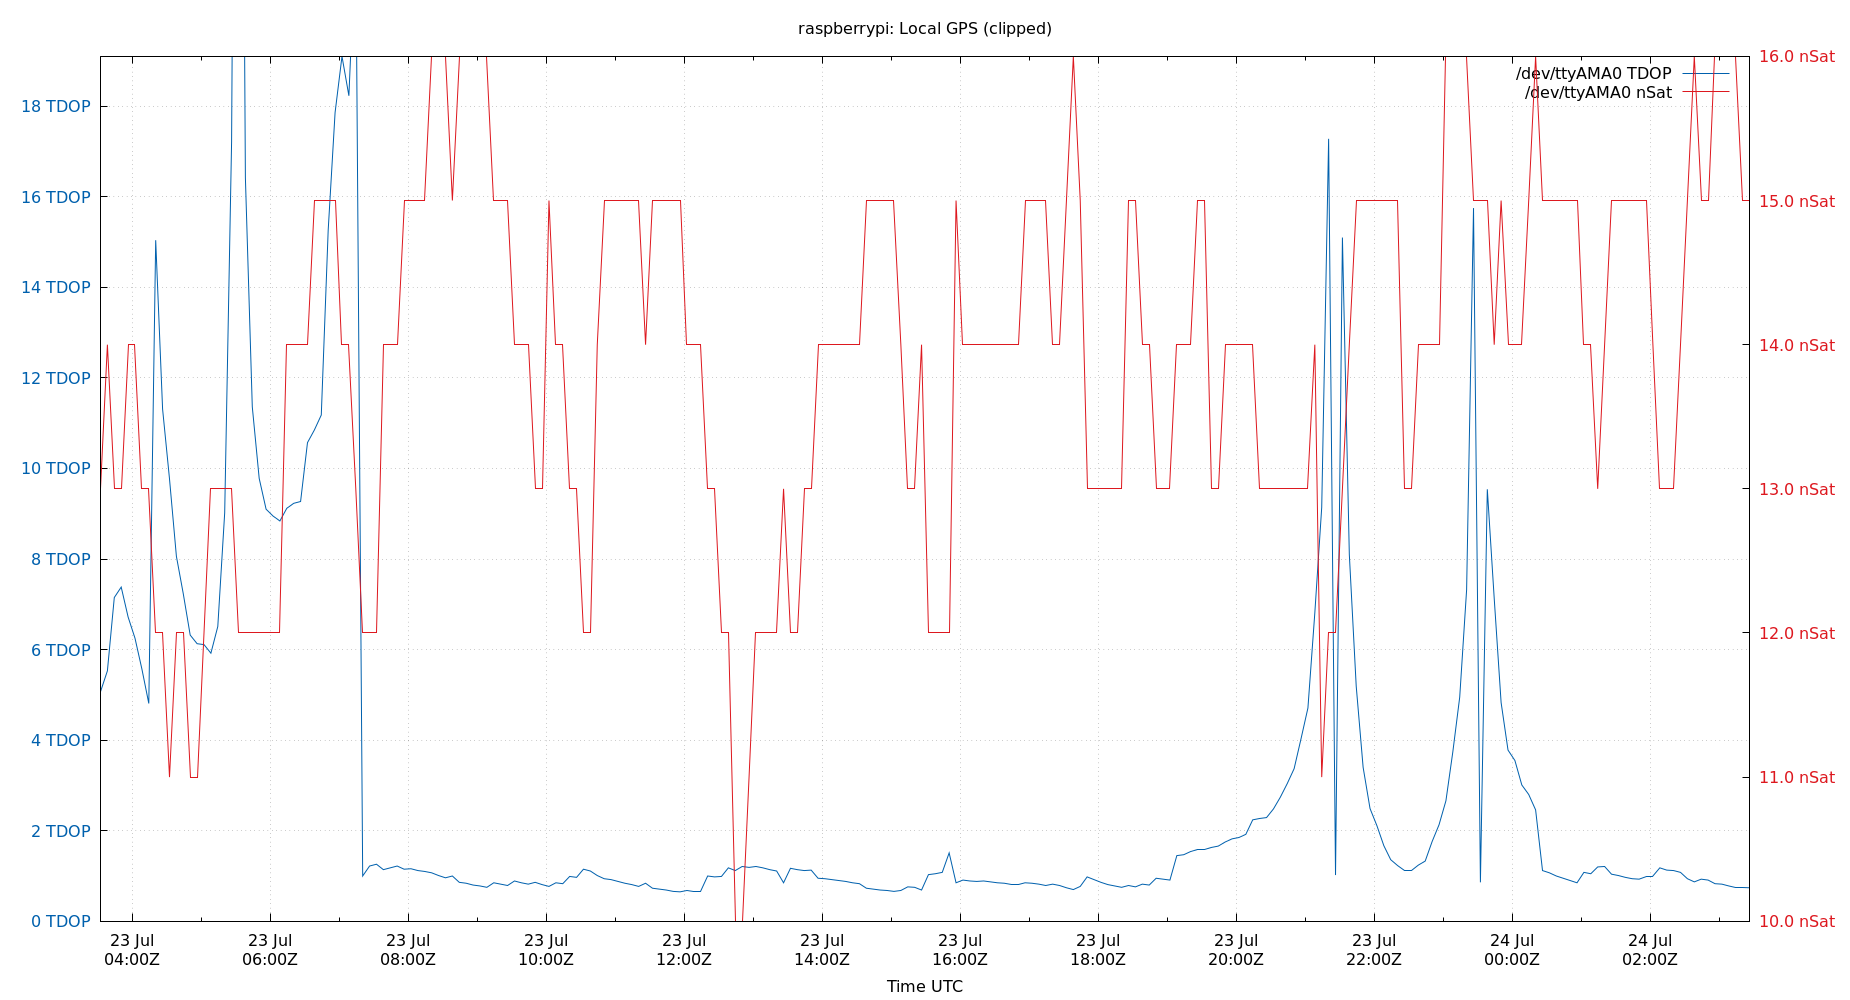 raspberrypi: Local GPS (clipped)
/dev/ttyAMA0 TDOP
/dev/ttyAMA0 nSat
18 TDOP
16 TDOP
14 TDOP
12 TDOP
10 TDOP
8 TDOP
6 TDOP
4 TDOP
2 TDOP
0 TDOP
16.0 nSat
15.0 nSat
14.0 nSat
13.0 nSat
12.0 nSat
11.0 nSat
10.0 nSat
23 Jul
04:00Z
23 Jul
06:00Z
23 Jul
08:00Z
23 Jul
10:00Z
23 Jul
12:00Z
23 Jul
14:00Z
23 Jul
16:00Z
23 Jul
18:00Z
23 Jul
20:00Z
23 Jul
22:00Z
24 Jul
00:00Z
24 Jul
02:00Z
Time UTC